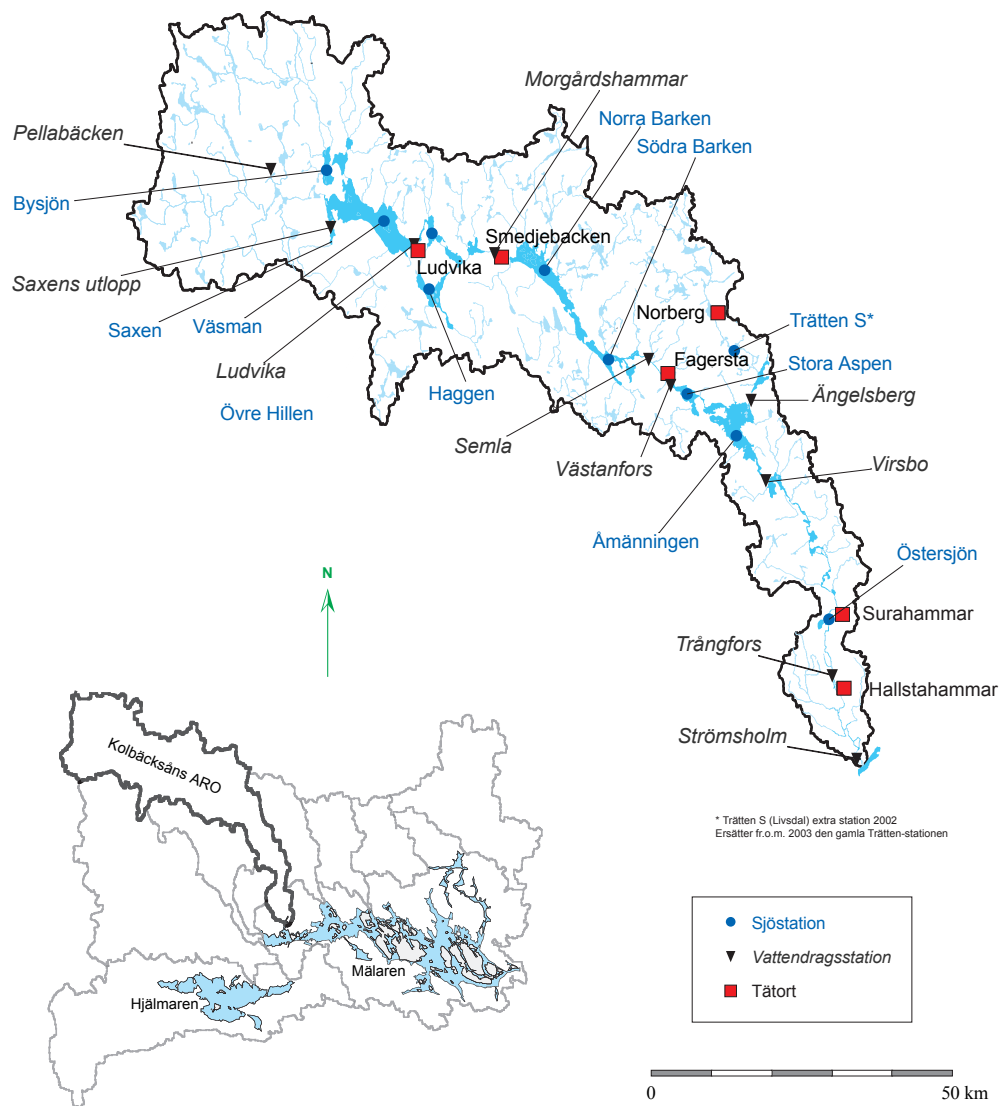 Morgårdshammar
Norra Barken
Södra Barken
Pellabäcken
Bysjön
Smedjebacken
Ludvika
Saxens utlopp
Norberg
Saxen
Väsman
Trätten S*
Fagersta
Ludvika
Stora Aspen
Haggen
Ängelsberg
Övre Hillen
Semla
Västanfors
Virsbo
Åmänningen
Östersjön
N
Surahammar
Trångfors
Hallstahammar
Strömsholm
Kolbäcksåns ARO
* Trätten S (Livsdal) extra station 2002
Ersätter fr.o.m. 2003 den gamla Trätten-stationen
Sjöstation
Vattendragsstation
Tätort
Mälaren
Hjälmaren
0 50 km